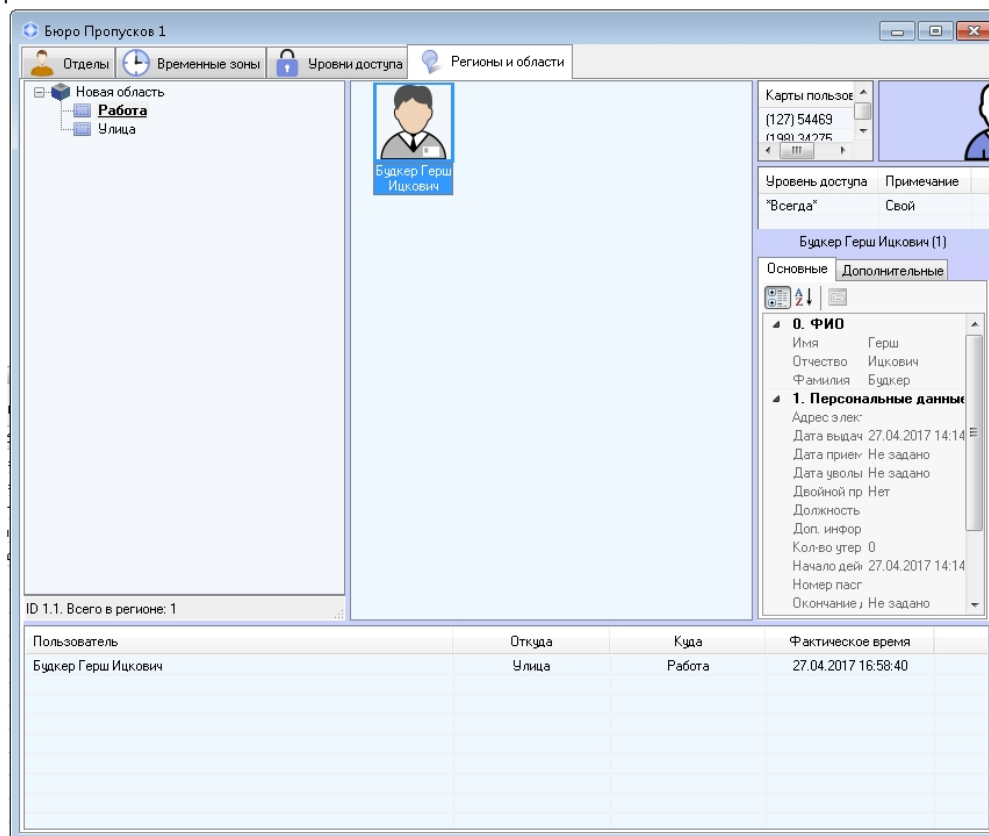 Бюро Пропусков 1
Отделы Временные зоны Уровни доступа Регионы и области
Новая область
Работа
Улица
Будкер Герш
Ицкович
Карты пользов
(127) 54469
(198) 34275
Уровень доступа Примечание
*Всегда* Свой
Будкер Герш Ицкович (1)
Основные Дополнительные
0. ФИО
Имя Герш
Отчество Ицкович
Фамилия Будкер
1. Персональные данные
Адрес элек
Дата выдач 27.04.2017 14:14
Дата прием Не задано
Дата уволы Не задано
Двойной пр Нет
Должность
Доп. инфор
Кол-во утер 0
Начало дей 27.04.2017 14:14
Номер пасп
Окончание Не задано
ID 1.1. Всего в регионе: 1
Пользователь Откуда Куда Фактическое время
Будкер Герш Ицкович Улица Работа 27.04.2017 16:58:40